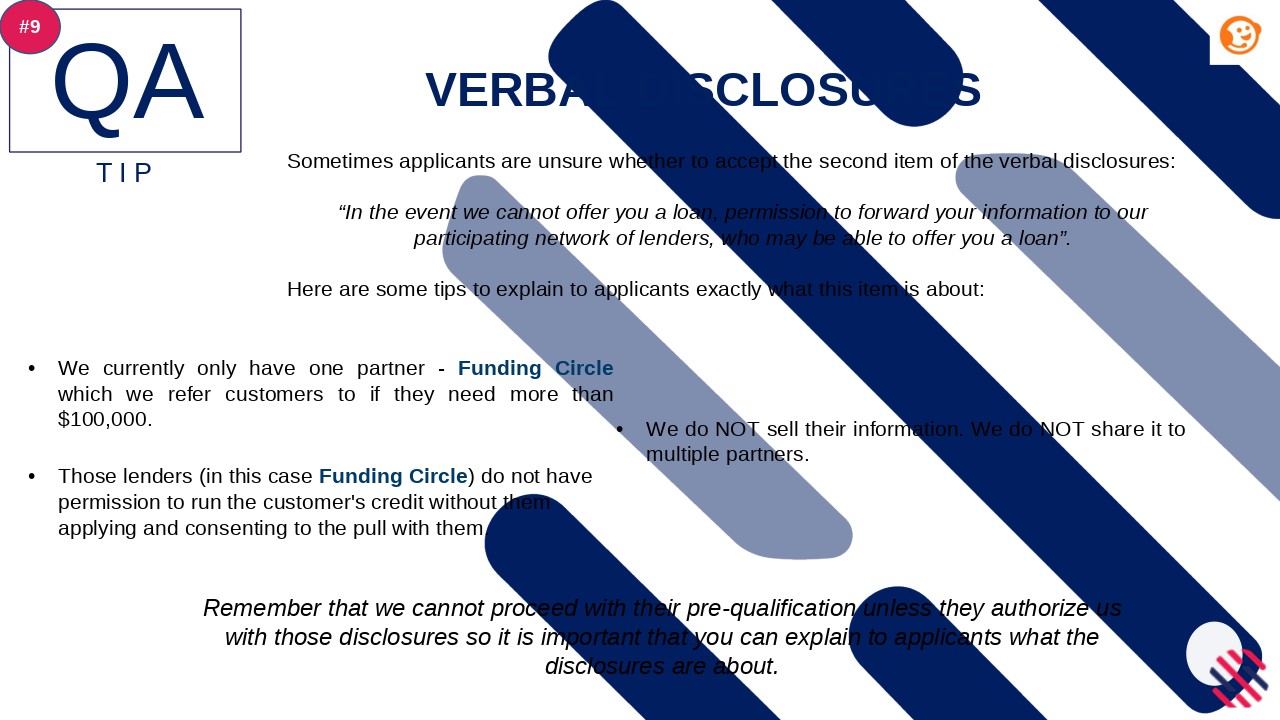 #9
QA
TIP
VERBAL DISCLOSURES
Sometimes applicants are unsure whether to accept the second item of the verbal disclosures:
“In the event we cannot offer you a loan, permission to forward your information to our
participating network of lenders, who may be able to offer you a loan”.
Here are some tips to explain to applicants exactly what this item is about:
• We currently only have one partner - Funding Circle
which we refer customers to if they need more than
$100,000.
• Those lenders (in this case Funding Circle) do not have
permission to run the customer's credit without them
applying and consenting to the pull with them.
• We do NOT sell their information. We do NOT share it to
multiple partners.
Remember that we cannot proceed with their pre-qualification unless they authorize us
with those disclosures so it is important that you can explain to applicants what the
disclosures are about.